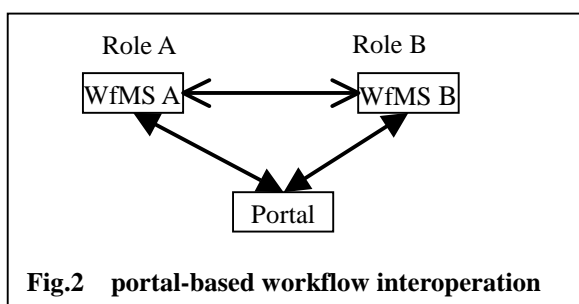 Role A Role B
WfMS A WfMS B
Portal
Fig.2 portal-based workflow interoperation